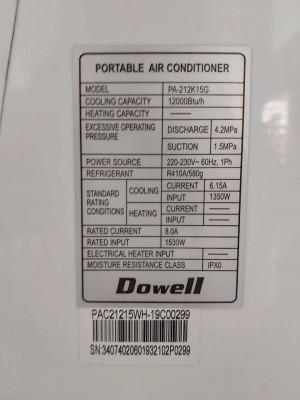 PORTABLE AIR CONDITIONER
MODEL PA-212K15G
COOLING CAPACITY 12000Btu/h
HEATING CAPACITY ——
EXCESSIVE OPERATING PRESSURE DISCHARGE 4.2MPa
SUCTION 1.5MPa
POWER SOURCE 220-230V~ 60Hz, 1Ph
REFRIGERANT R410A/580g
STANDARD RATING CONDITIONS COOLING CURRENT 6.15A
INPUT 1350W
HEATING CURRENT ——
INPUT ——
RATED CURRENT 8.0A
RATED INPUT 1530W
ELECTRICAL HEATER INPUT ——
MOISTURE RESISTANCE CLASS IPX0
Dowell
PAC21215WH-19C00299
SN:34074020601932102P0299